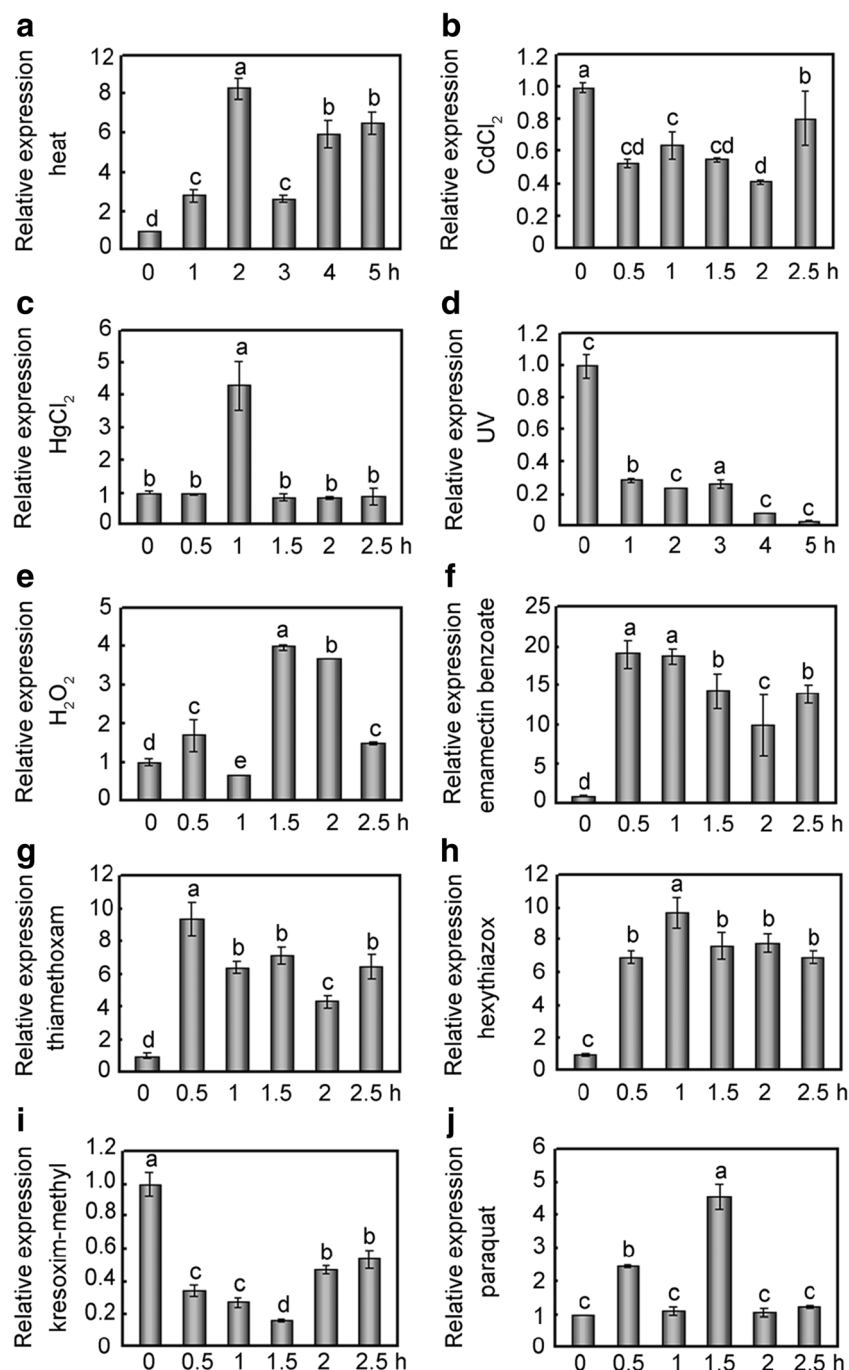 a
Relative expression
heat
12
10
8
6
4
2
0
d
c
a
c
b
b
0 1 2 3 4 5 h
b
Relative expression
CdCl2
1.2
1.0
0.8
0.6
0.4
0.2
0
a
cd
c
cd
d
b
0 0.5 1 1.5 2 2.5 h
c
Relative expression
HgCl2
6
5
4
3
2
1
0
b
b
a
b
b
b
0 0.5 1 1.5 2 2.5 h
d
Relative expression
UV
1.2
1.0
0.8
0.6
0.4
0.2
0
c
b
c
a
c
c
0 1 2 3 4 5 h
e
Relative expression
H2O2
5
4
3
2
1
0
d
c
e
a
b
c
0 0.5 1 1.5 2 2.5 h
f
Relative expression
emamectin benzoate
25
20
15
10
5
0
d
a
a
b
c
b
0 0.5 1 1.5 2 2.5 h
g
Relative expression
thiamethoxam
12
10
8
6
4
2
0
d
a
b
b
c
b
0 0.5 1 1.5 2 2.5 h
h
Relative expression
hexythiazox
12
10
8
6
4
2
0
c
b
a
b
b
b
0 0.5 1 1.5 2 2.5 h
i
Relative expression
kresoxim-methyl
1.2
1.0
0.8
0.6
0.4
0.2
0
a
c
c
d
b
b
0 0.5 1 1.5 2 2.5 h
j
Relative expression
paraquat
6
5
4
3
2
1
0
c
b
c
a
c
c
0 0.5 1 1.5 2 2.5 h